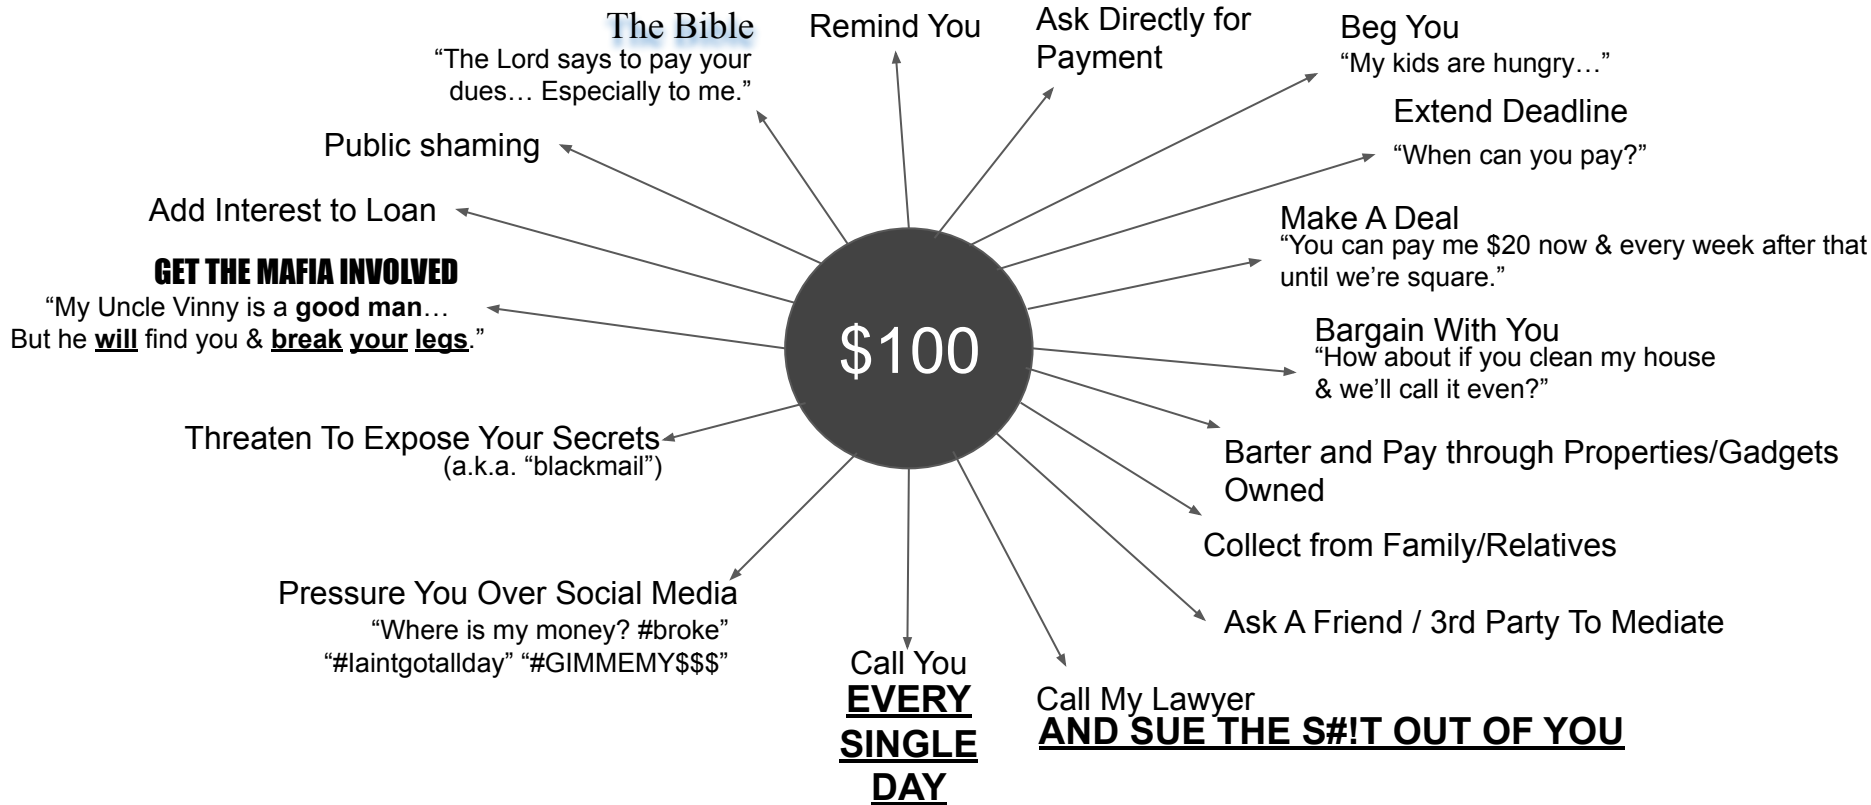 The Bible
“The Lord says to pay your
dues… Especially to me.”
Remind You
Ask Directly for
Payment
Beg You
“My kids are hungry…”
Extend Deadline
“When can you pay?”
Make A Deal
“You can pay me $20 now & every week after that
until we’re square.”
Bargain With You
“How about if you clean my house
& we’ll call it even?”
Barter and Pay through Properties/Gadgets
Owned
Collect from Family/Relatives
Ask A Friend / 3rd Party To Mediate
Call My Lawyer
AND SUE THE S#!T OUT OF YOU
Call You
EVERY
SINGLE
DAY
Pressure You Over Social Media
“Where is my money? #broke”
“#Iaintgotallday” “#GIMMEMY$$$”
Threaten To Expose Your Secrets
(a.k.a. “blackmail”)
GET THE MAFIA INVOLVED
“My Uncle Vinny is a good man…
But he will find you & break your legs.”
Add Interest to Loan
Public shaming
$100